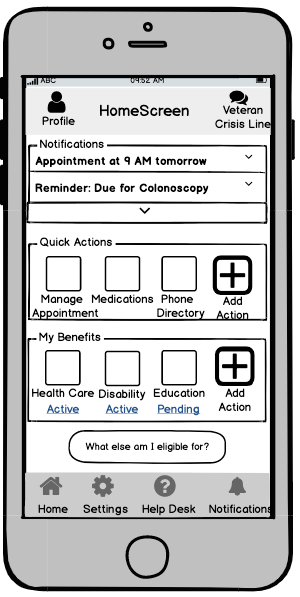 ABC 09:52 AM
Profile
HomeScreen
Veteran
Crisis Line
Notifications
Appointment at 9 AM tomorrow
Reminder: Due for Colonoscopy
Quick Actions
Manage
Appointment
Medications
Phone
Directory
Add
Action
My Benefits
Health Care
Active
Disability
Active
Education
Pending
Add
Action
What else am I eligible for?
Home
Settings
Help Desk
Notifications